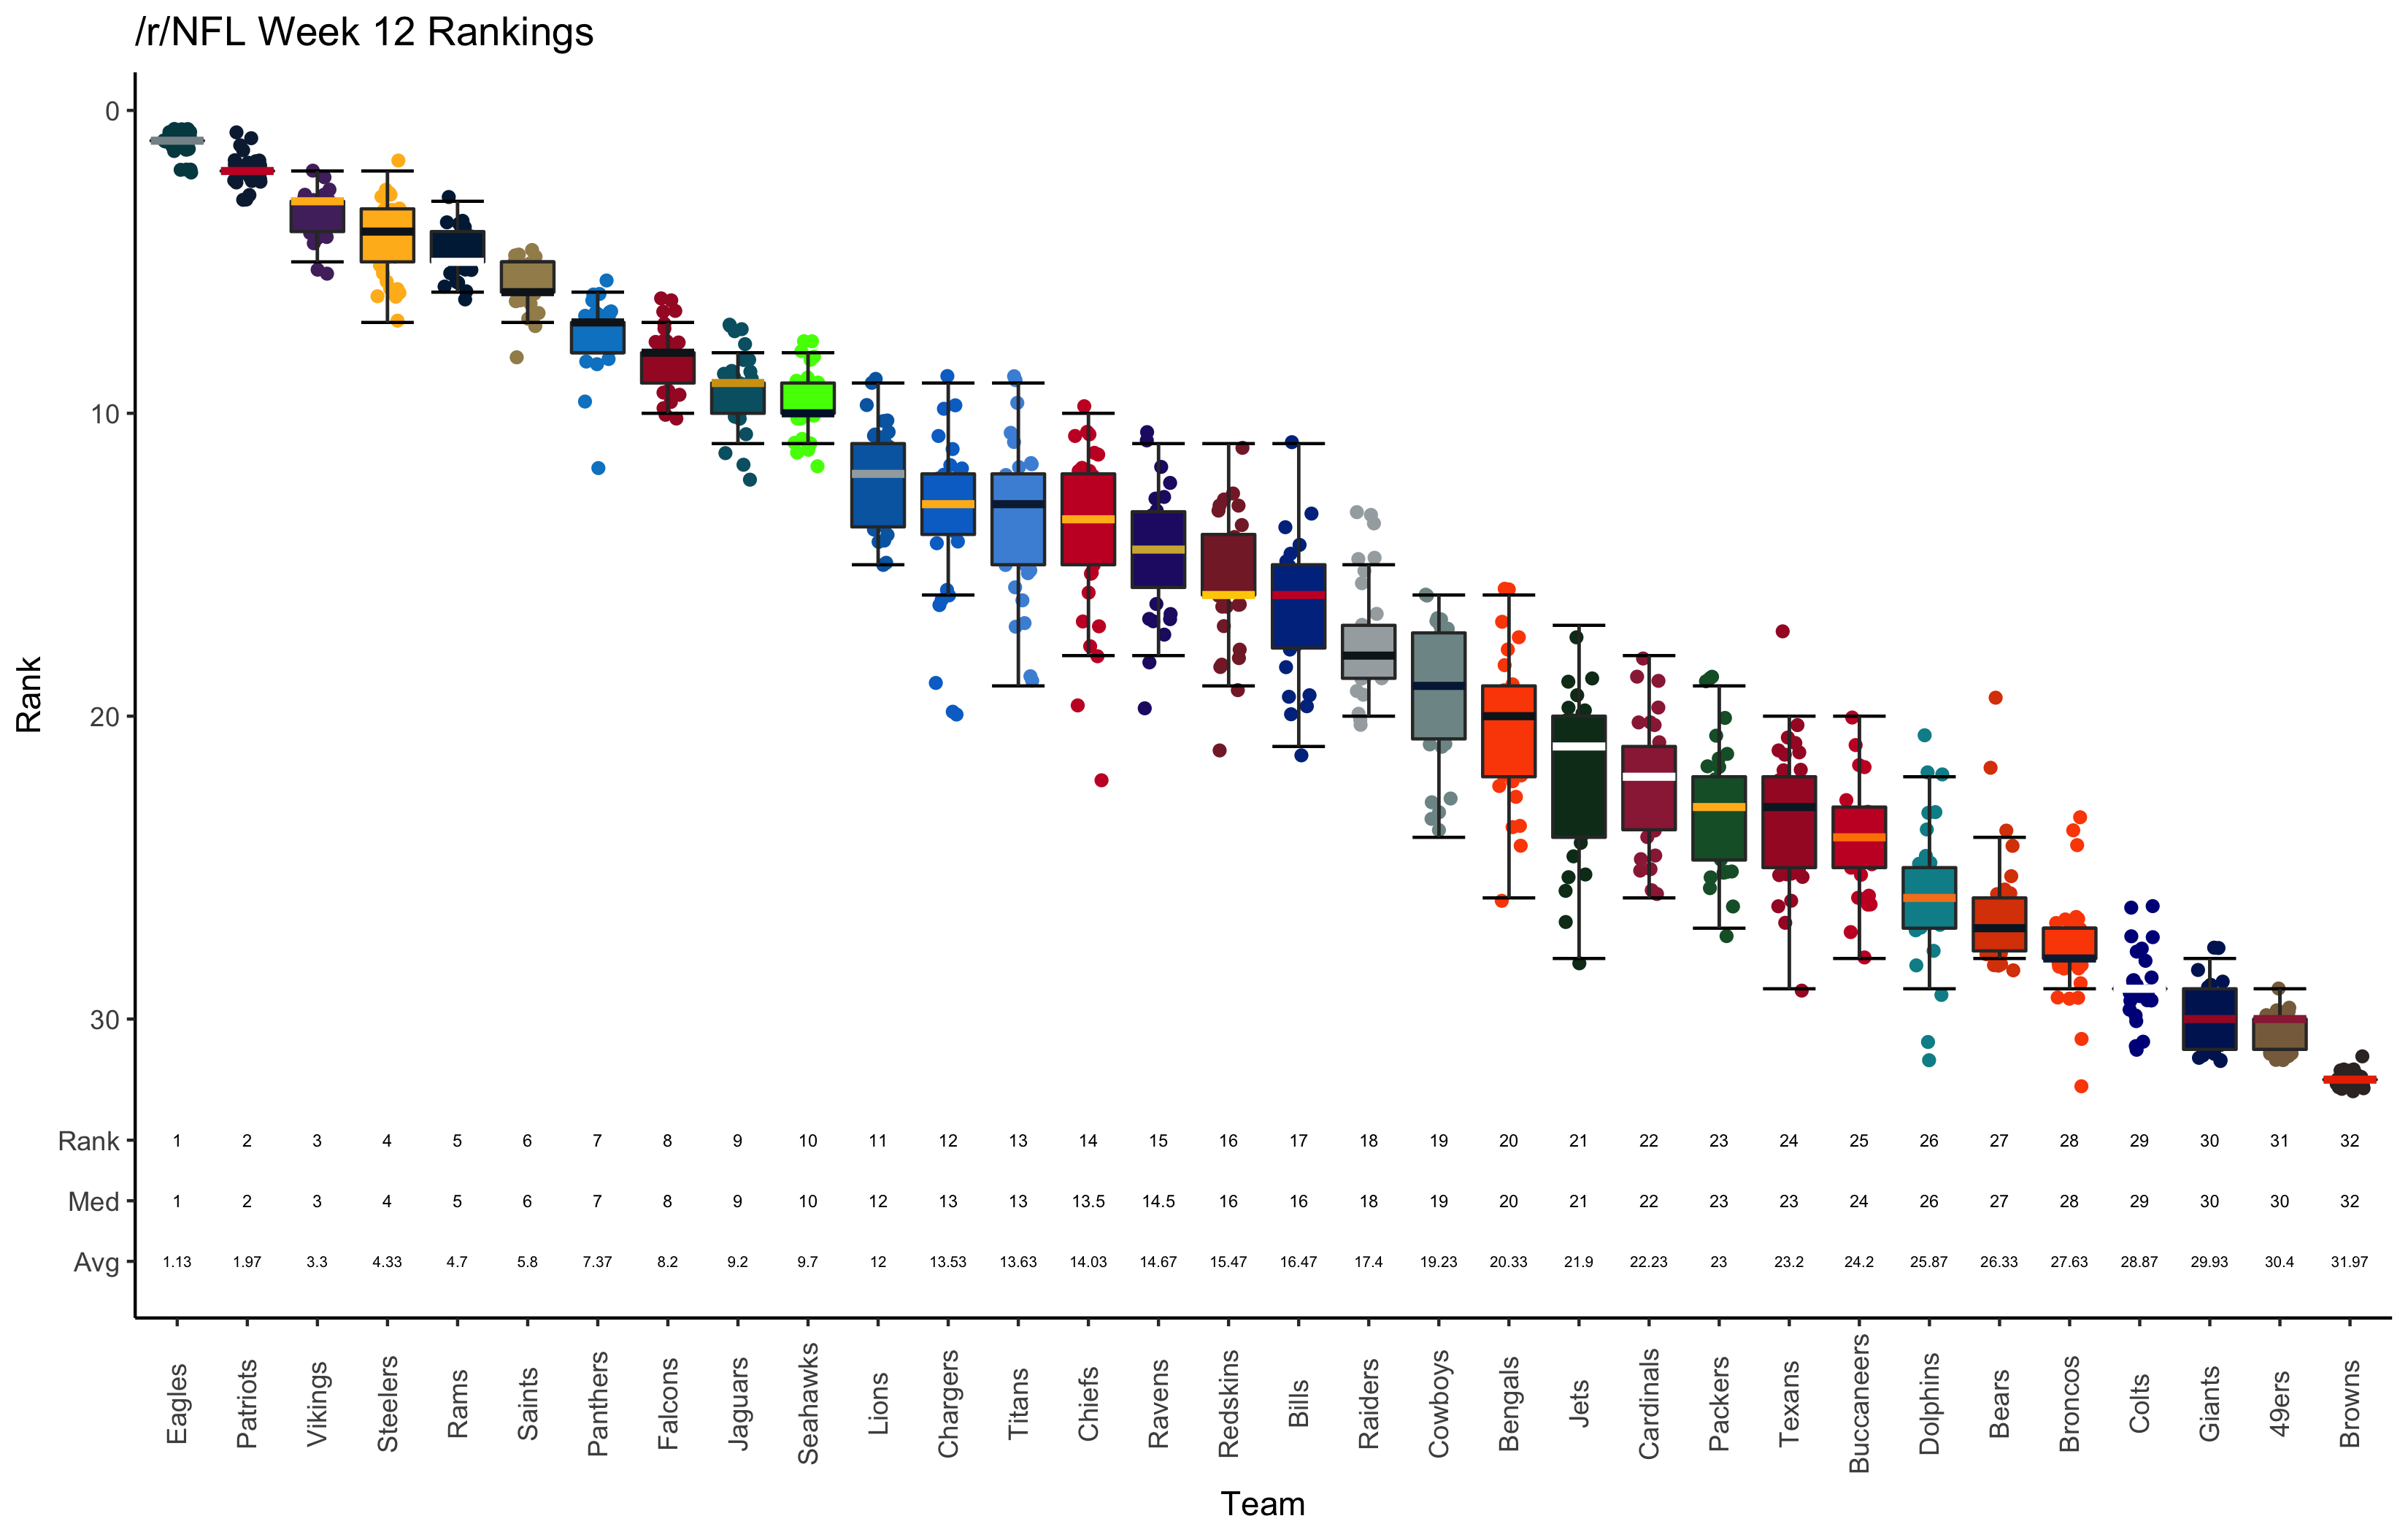 /r/NFL Week 12 Rankings
Rank
0
10
20
30
Rank 1 2 3 4 5 6 7 8 9 10 11 12 13 14 15 16 17 18 19 20 21 22 23 24 25 26 27 28 29 30 31 32
Med 1 2 3 4 5 6 7 8 9 10 12 13 13 13.5 14.5 16 16 18 19 20 21 22 23 23 24 26 27 28 29 30 30 32
Avg 1.13 1.97 3.3 4.33 4.7 5.8 7.37 8.2 9.2 9.7 12 13.53 13.63 14.03 14.67 15.47 16.47 17.4 19.23 20.33 21.9 22.23 23 23.2 24.2 25.87 26.33 27.63 28.87 29.93 30.4 31.97
Eagles Patriots Vikings Steelers Rams Saints Panthers Falcons Jaguars Seahawks Lions Chargers Titans Chiefs Ravens Redskins Bills Raiders Cowboys Bengals Jets Cardinals Packers Texans Buccaneers Dolphins Bears Broncos Colts Giants 49ers Browns
Team